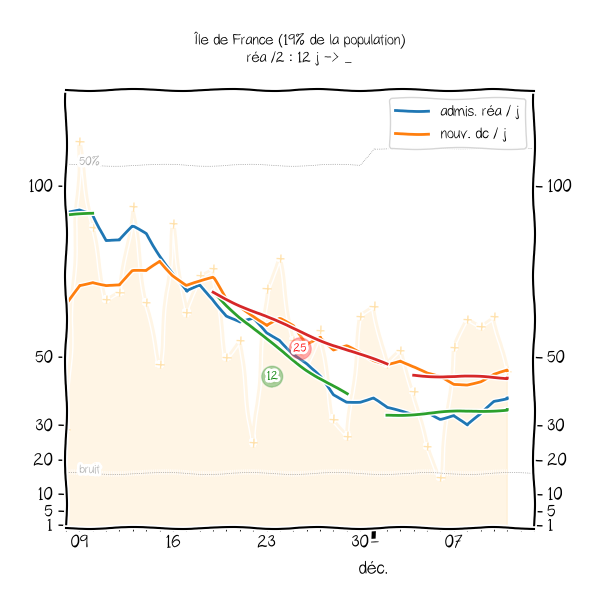 Île de France (19% de la population)
réa /2 : 12 j -> _
admis. réa / j
nouv. dc / j
50%
100
100
50
50
25
12
30
30
20
20
bruit
10
10
5
5
1
1
09 16 23 30 07
déc.